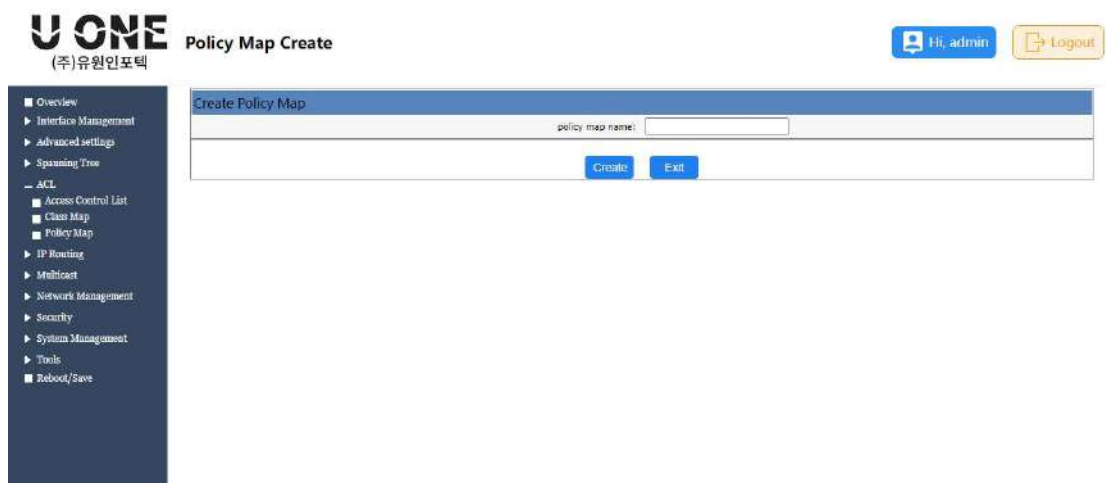 U ONE
(주)유원인포텍
Policy Map Create
Hi, admin
Logout
Overview
Interface Management
Advanced settings
Spanning Tree
ACL
Access Control List
Class Map
Policy Map
IP Routing
Multicast
Network Management
Security
System Management
Tools
Reboot/Save
Create Policy Map
policy map name:
Create
Exit